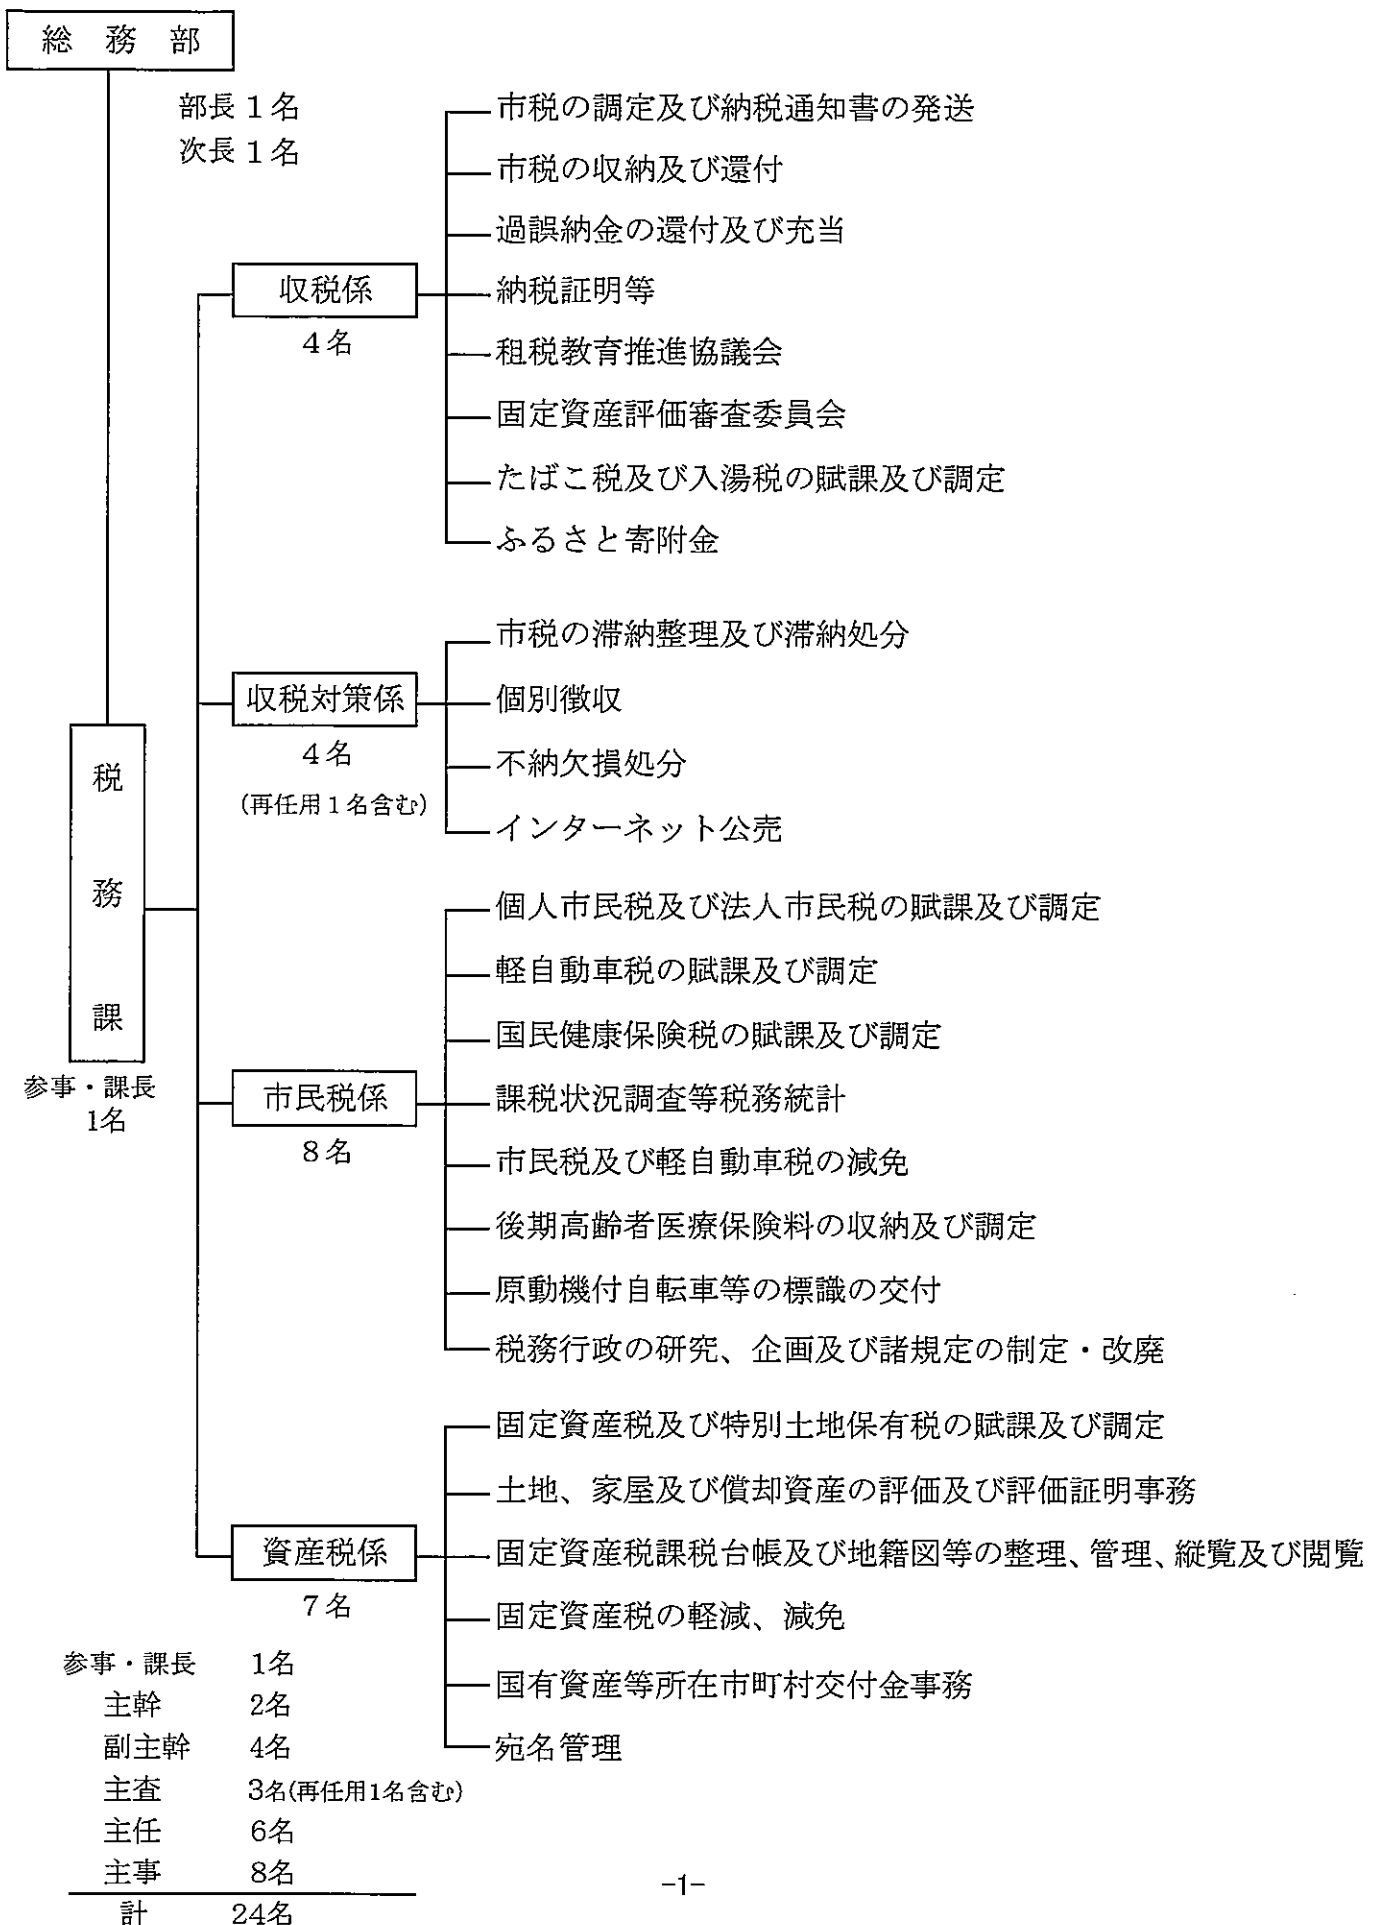 総務部
部長1名
次長1名
収税係
4名
市税の調定及び納税通知書の発送
市税の収納及び還付
過誤納金の還付及び充当
納税証明等
租税教育推進協議会
固定資産評価審査委員会
たばこ税及び入湯税の賦課及び調定
ふるさと寄附金
収税対策係
4名
(再任用1名含む)
市税の滞納整理及び滞納処分
個別徴収
不納欠損処分
インターネット公売
税務課
参事・課長
1名
市民税係
8名
個人市民税及び法人市民税の賦課及び調定
軽自動車税の賦課及び調定
国民健康保険税の賦課及び調定
課税状況調査等税務統計
市民税及び軽自動車税の減免
後期高齢者医療保険料の収納及び調定
原動機付自転車等の標識の交付
税務行政の研究、企画及び諸規定の制定・改廃
資産税係
7名
固定資産税及び特別土地保有税の賦課及び調定
土地、家屋及び償却資産の評価及び評価証明事務
固定資産税課税台帳及び地籍図等の整理、管理、縦覧及び閲覧
固定資産税の軽減、減免
国有資産等所在市町村交付金事務
宛名管理
参事・課長 1名
主幹 2名
副主幹 4名
主査 3名(再任用1名含む)
主任 6名
主事 8名
計 24名
-1-